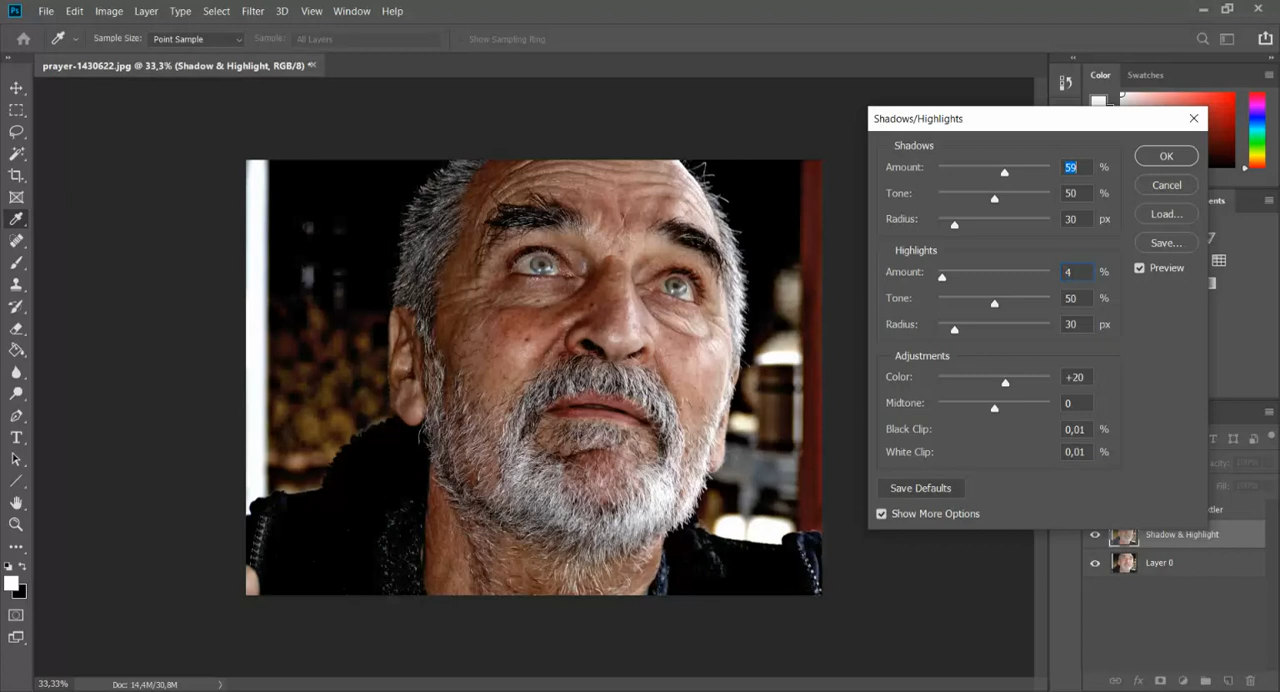 Ps File Edit Image Layer Type Select Filter 3D View Window Help
Sample Size: Point Sample Sample: All Layers Show Sampling Ring
prayer-1430622.jpg @ 33,3% (Shadow & Highlight, RGB/8) *
Color Swatches
Shadows/Highlights
Shadows
Amount: 59 %
Tone: 50 %
Radius: 30 px
Highlights
Amount: 4 %
Tone: 50 %
Radius: 30 px
Adjustments
Color: +20
Midtone: 0
Black Clip: 0,01 %
White Clip: 0,01 %
Save Defaults
Show More Options
OK
Cancel
Load...
Save...
Preview
Shadow & Highlight
Layer 0
33,33% Doc: 14,4M/30,8M